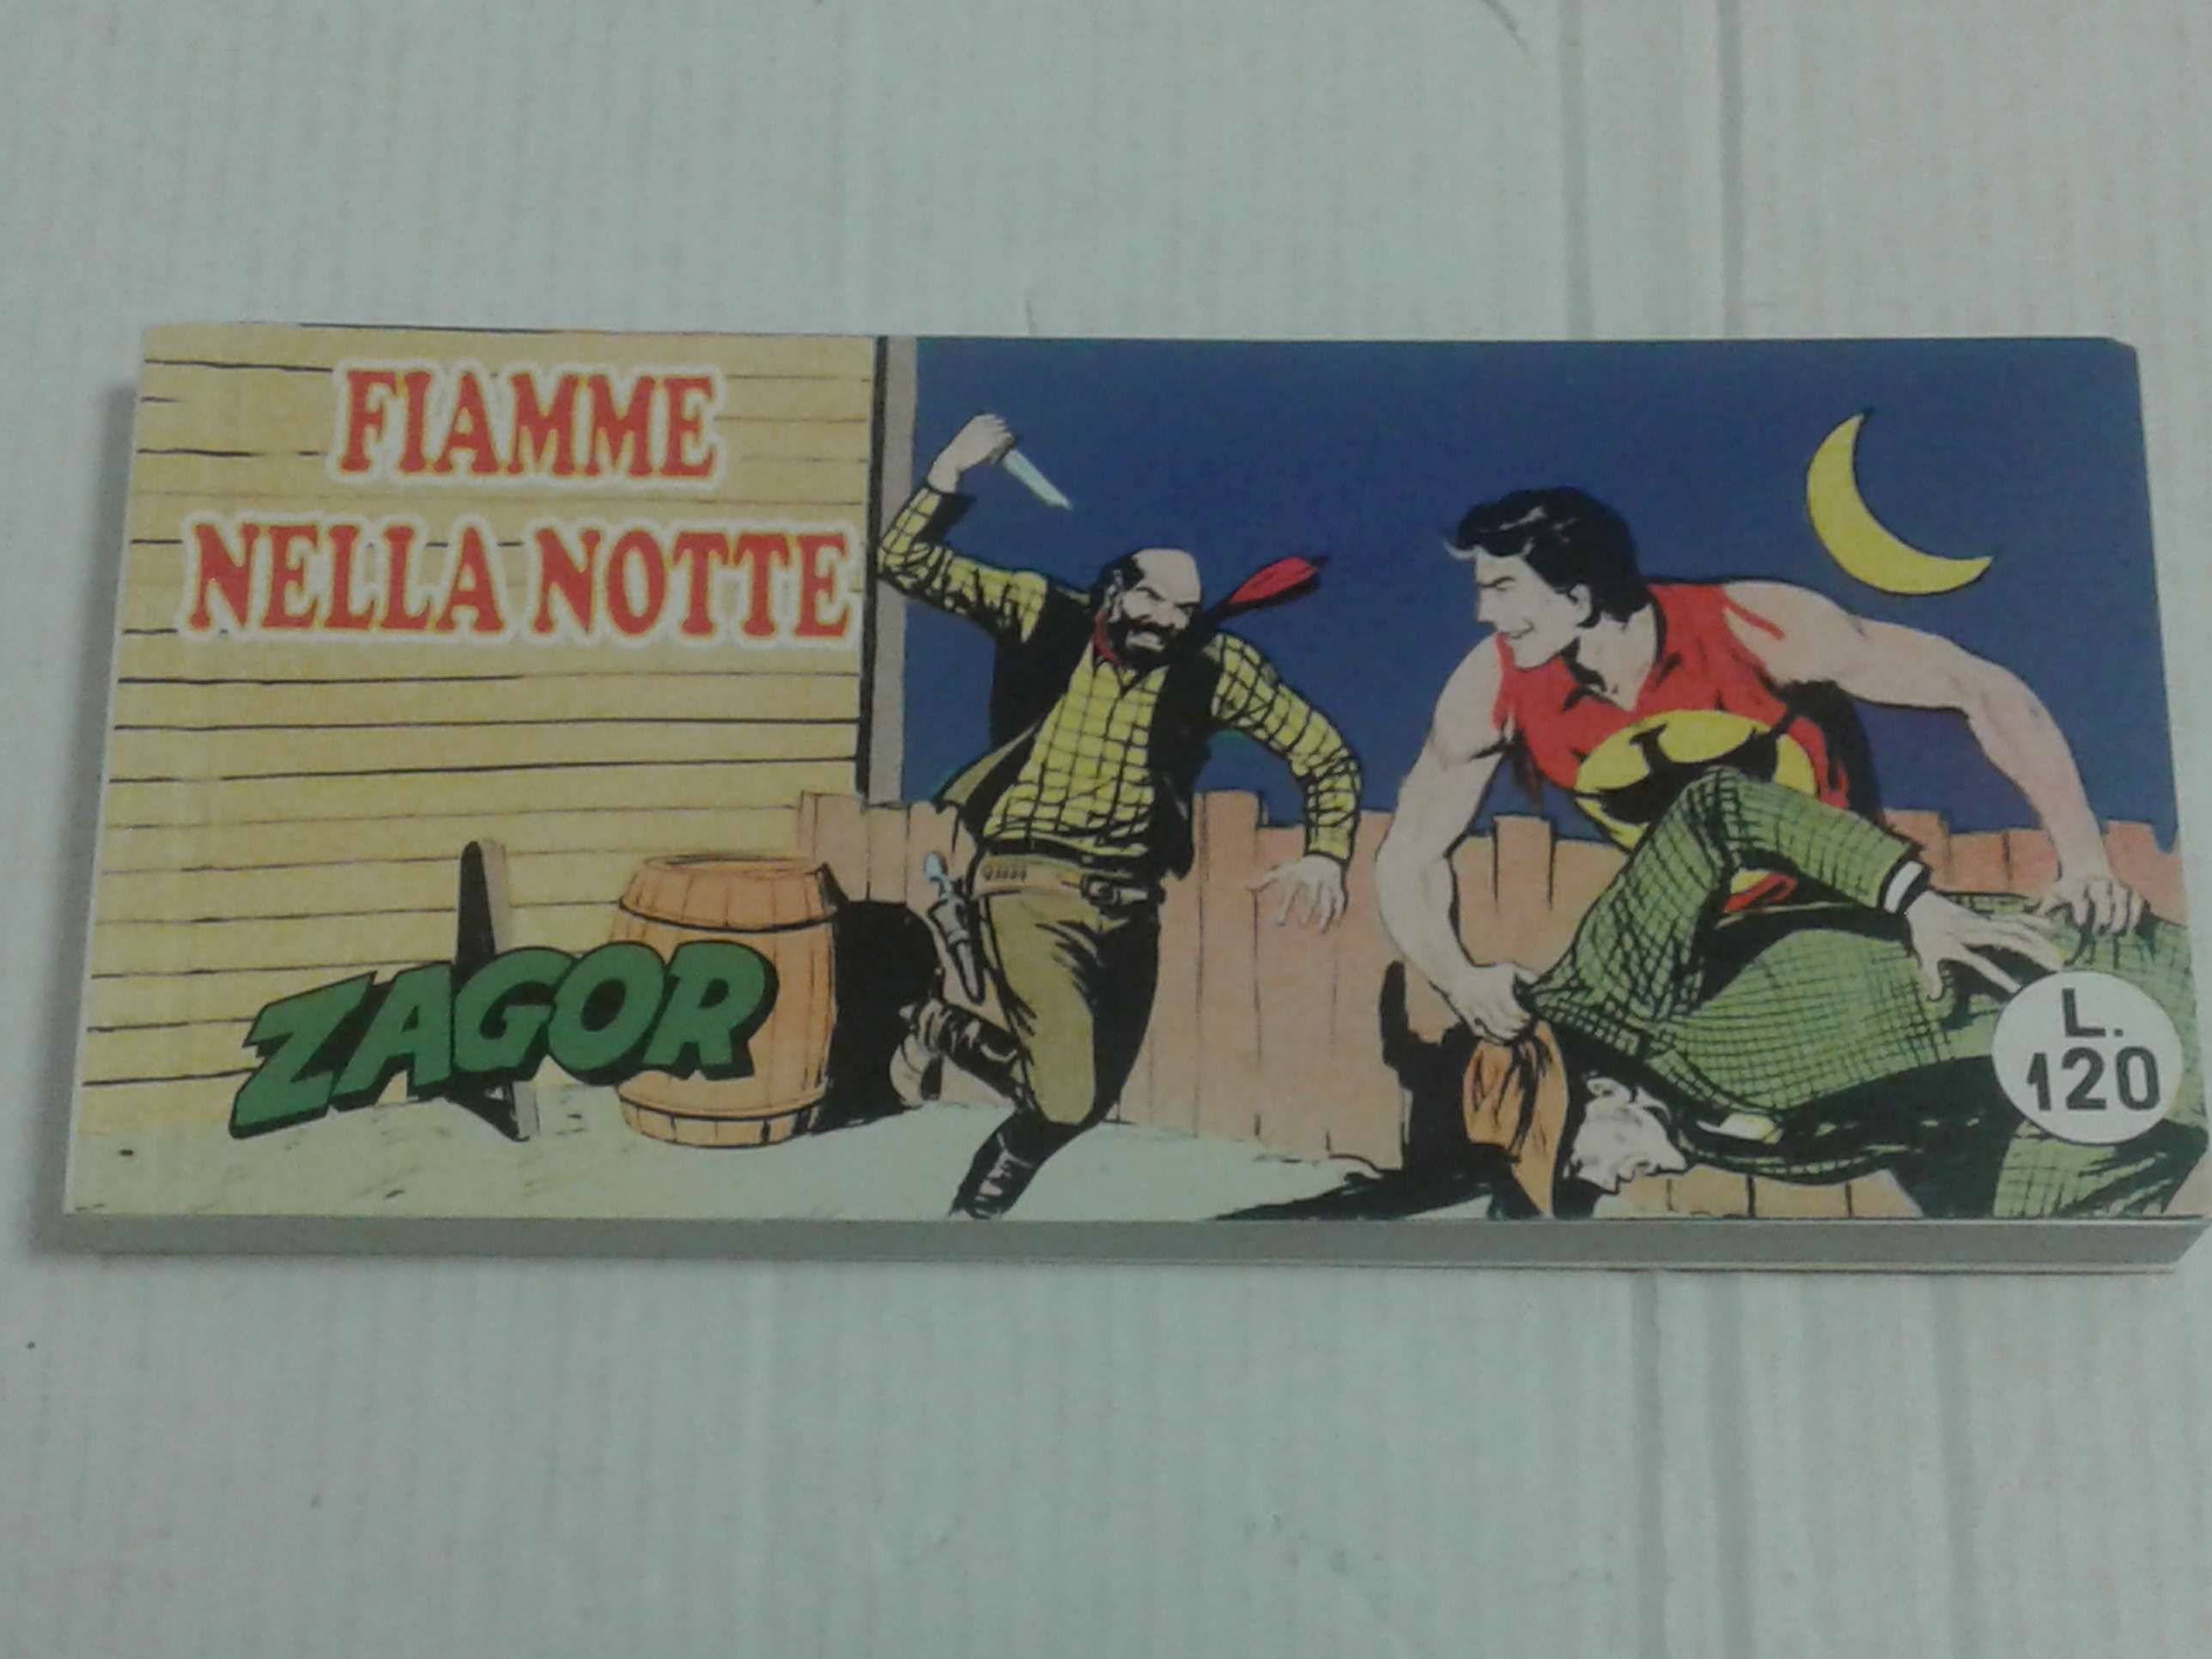 FIAMME
NELLA NOTTE
ZAGOR
L.
120